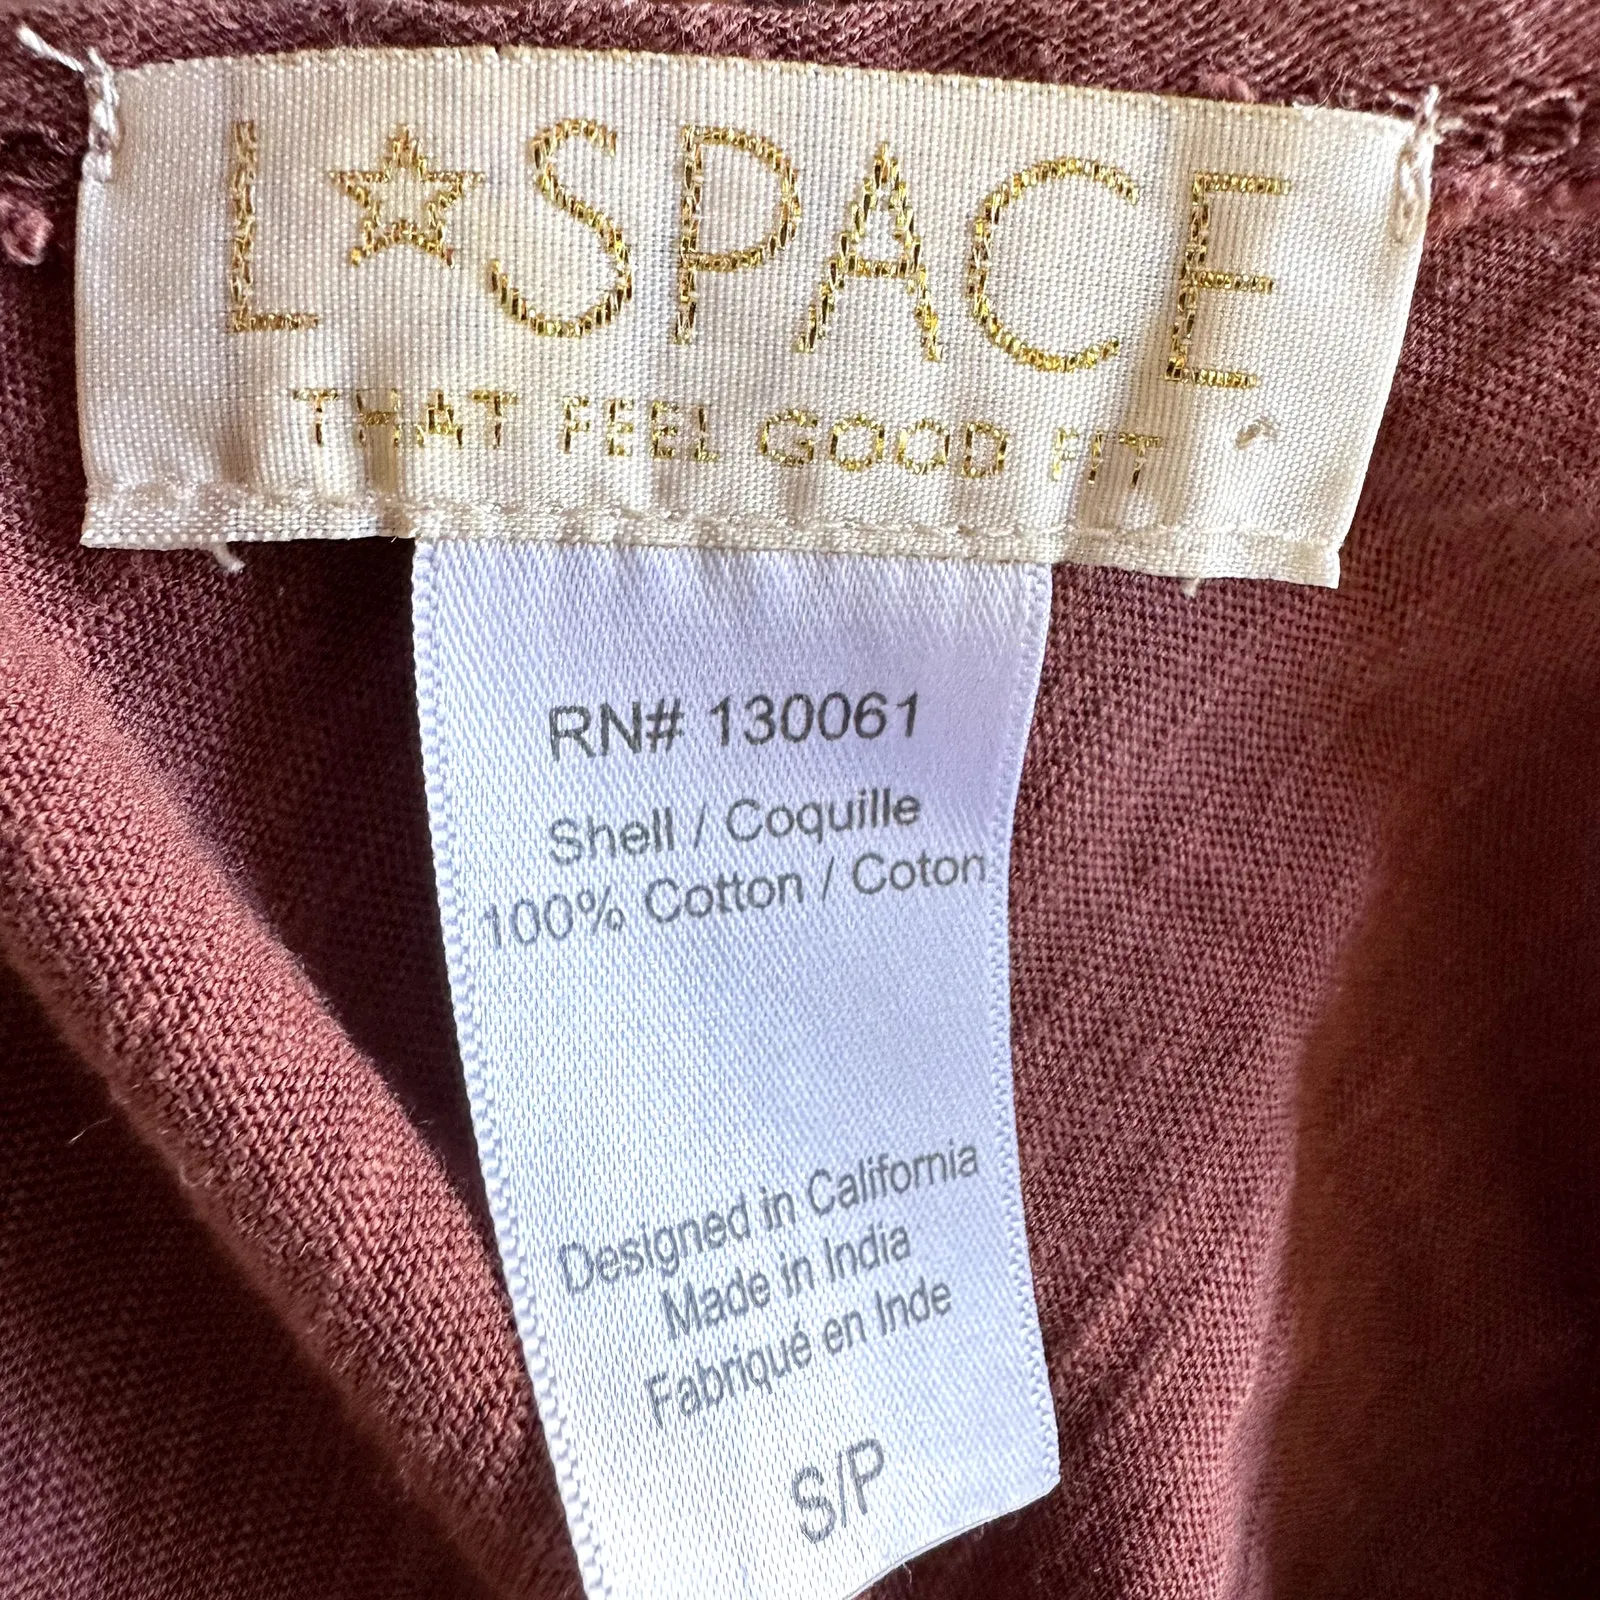 L☆SPACE
THAT FEEL GOOD FIT
RN# 130061
Shell / Coquille
100% Cotton / Coton
Designed in California
Made in India
Fabriqué en Inde
S/P